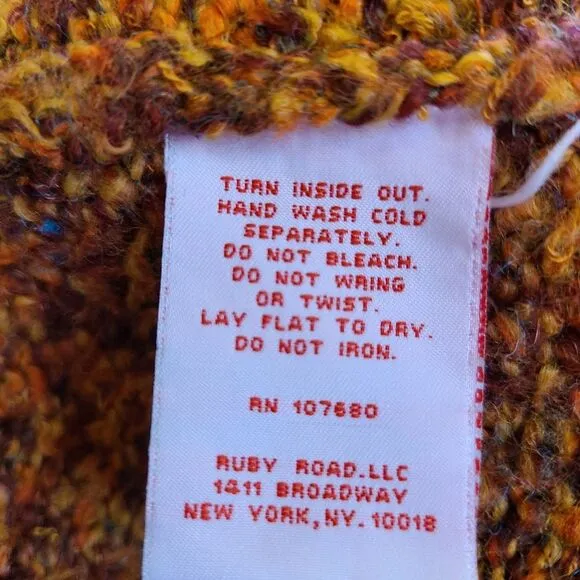 TURN INSIDE OUT.
HAND WASH COLD
SEPARATELY.
DO NOT BLEACH.
DO NOT WRING
OR TWIST.
LAY FLAT TO DRY.
DO NOT IRON.
RN 107680
RUBY ROAD.LLC
1411 BROADWAY
NEW YORK,NY.10018